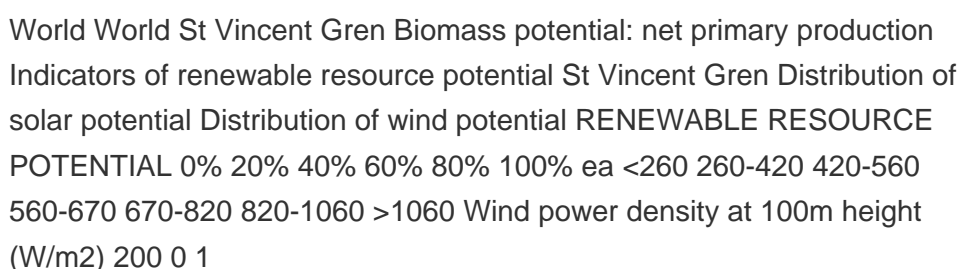 World World St Vincent Gren Biomass potential: net primary production
Indicators of renewable resource potential St Vincent Gren Distribution of
solar potential Distribution of wind potential RENEWABLE RESOURCE
POTENTIAL 0% 20% 40% 60% 80% 100% ea <260 260-420 420-560
560-670 670-820 820-1060 >1060 Wind power density at 100m height
(W/m2) 200 0 1